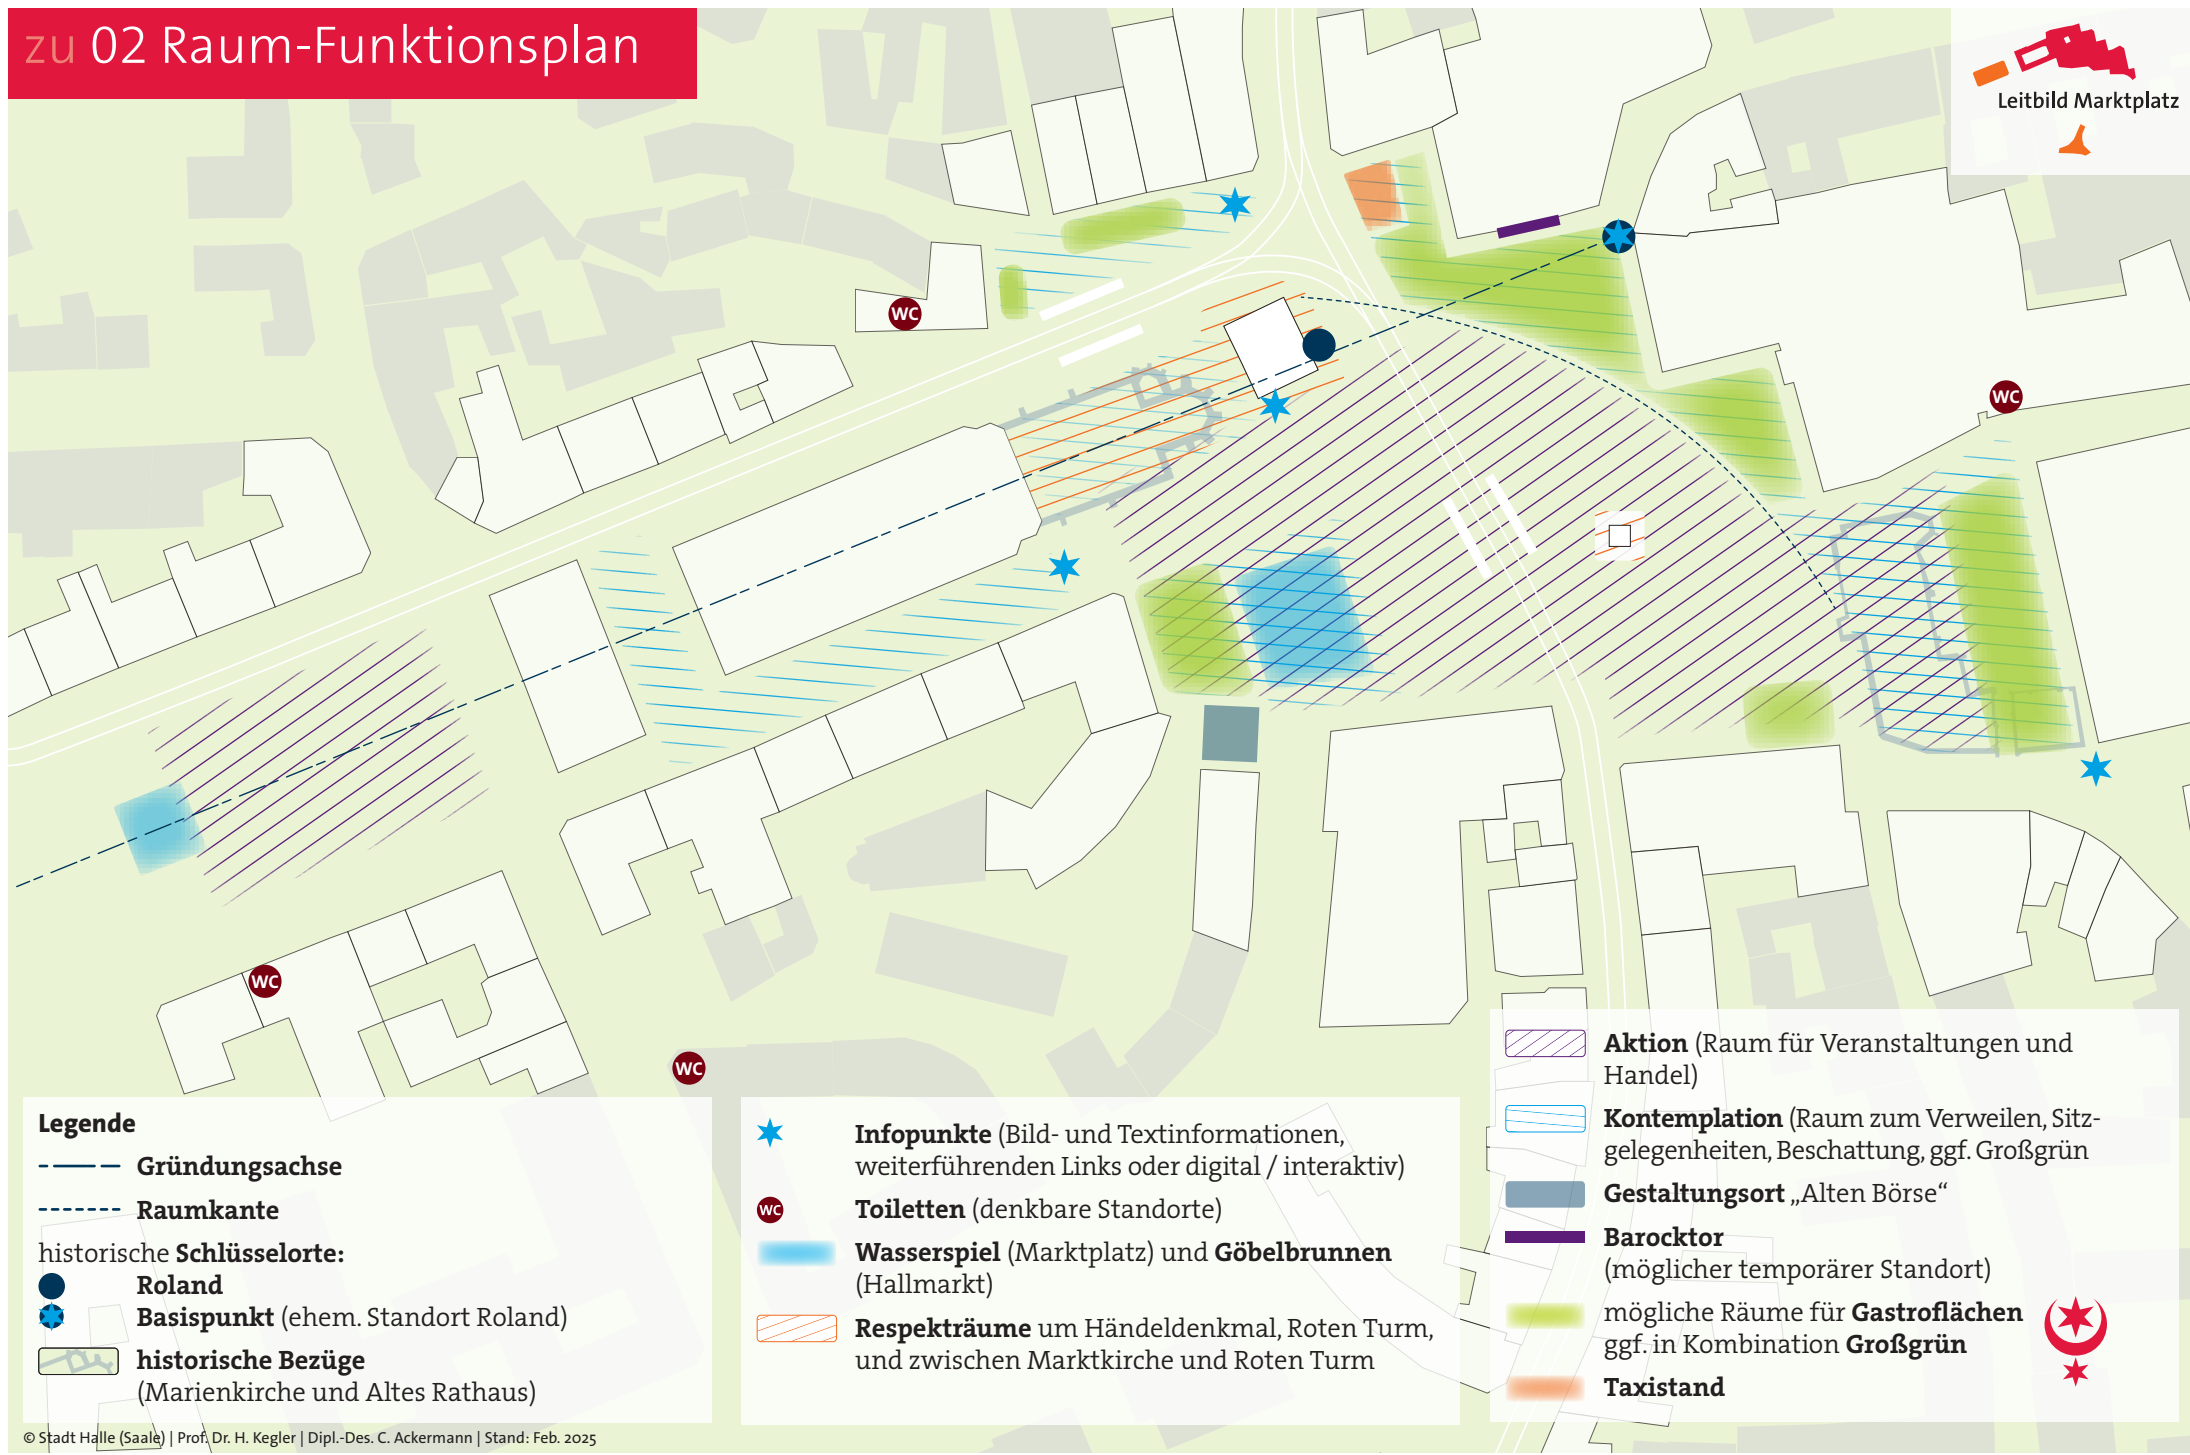 zu 02 Raum-Funktionsplan
Leitbild Marktplatz
WC
WC
WC
WC
Legende
Gründungsachse
Raumkante
historische Schlüsselorte:
Roland
Basispunkt (ehem. Standort Roland)
historische Bezüge
(Marienkirche und Altes Rathaus)
Infopunkte (Bild- und Textinformationen,
weiterführenden Links oder digital / interaktiv)
WC Toiletten (denkbare Standorte)
Wasserspiel (Marktplatz) und Göbelbrunnen
(Hallmarkt)
Respekträume um Händeldenkmal, Roten Turm,
und zwischen Marktkirche und Roten Turm
Aktion (Raum für Veranstaltungen und
Handel)
Kontemplation (Raum zum Verweilen, Sitz-
gelegenheiten, Beschattung, ggf. Großgrün
Gestaltungsort „Alten Börse“
Barocktor
(möglicher temporärer Standort)
mögliche Räume für Gastroflächen
ggf. in Kombination Großgrün
Taxistand
© Stadt Halle (Saale) | Prof. Dr. H. Kegler | Dipl.-Des. C. Ackermann | Stand: Feb. 2025